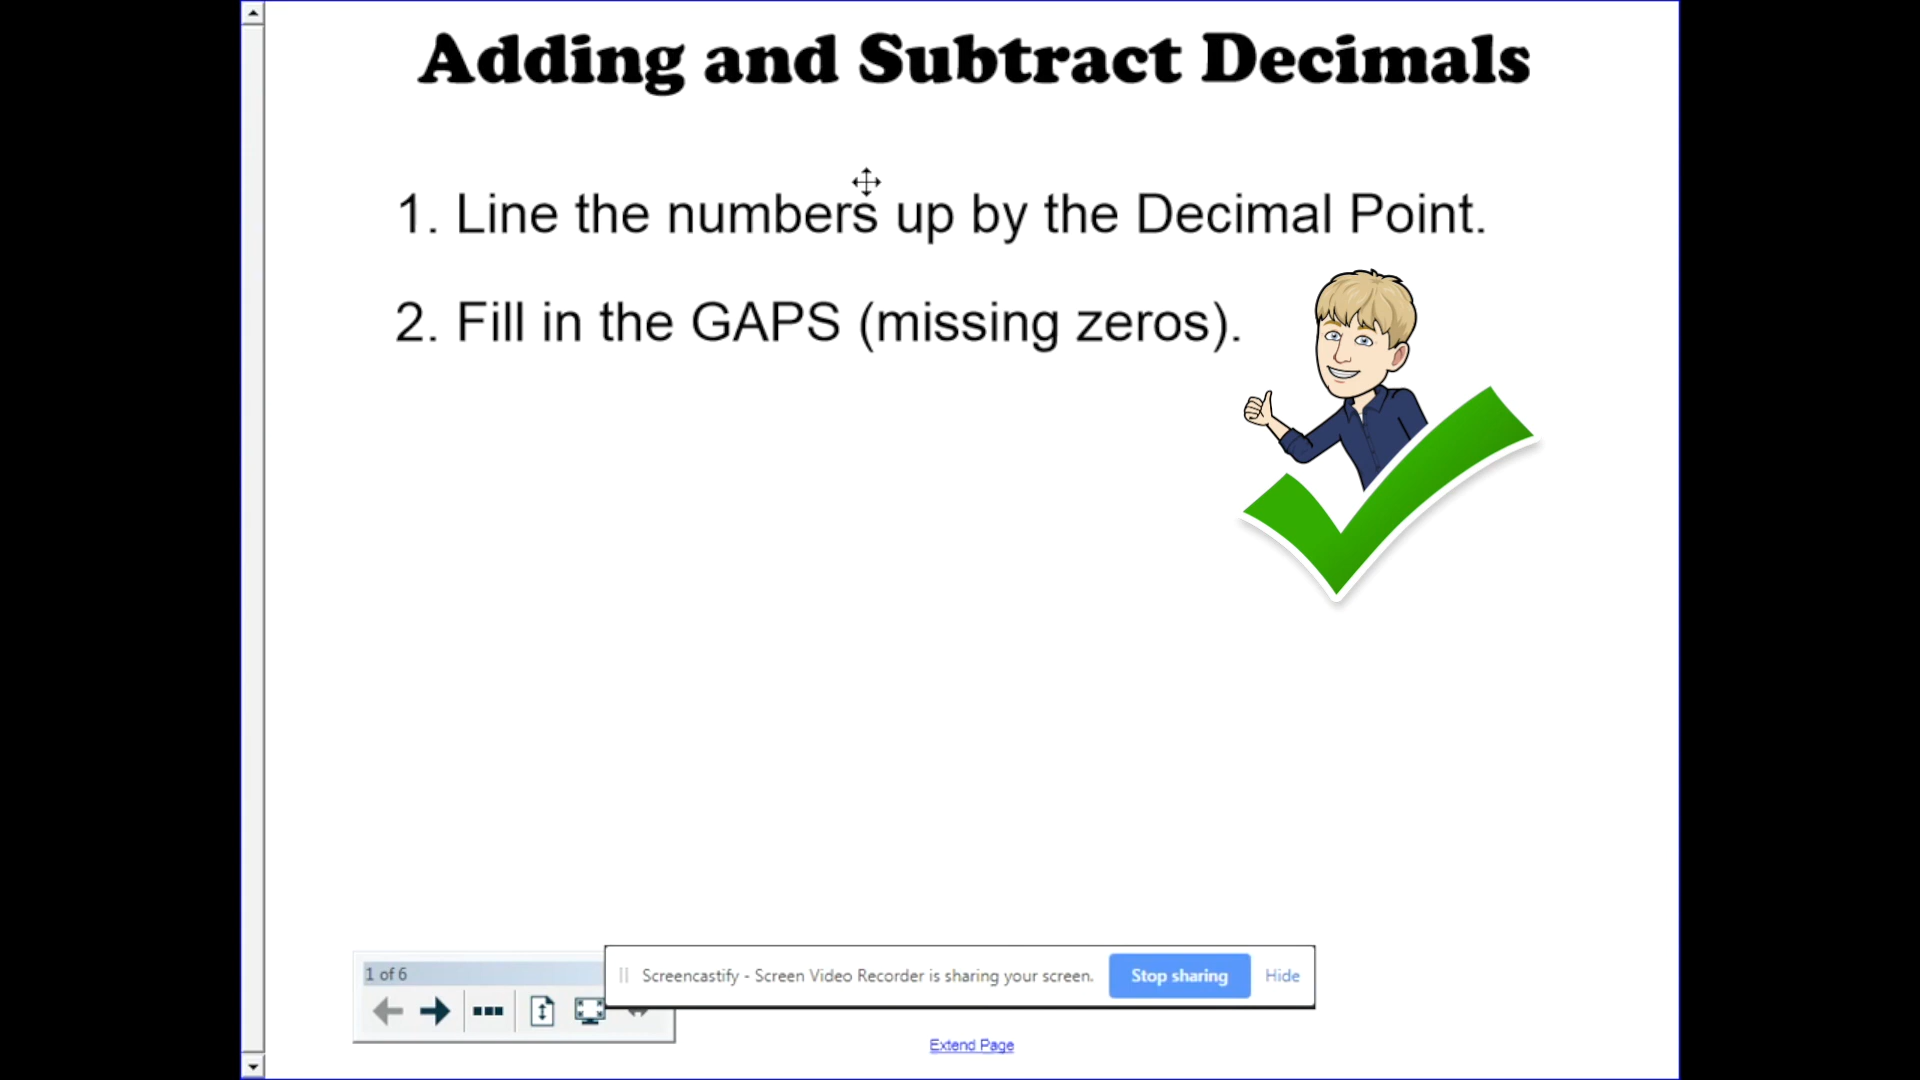 Adding and Subtract Decimals
1. Line the numbers up by the Decimal Point.
2. Fill in the GAPS (missing zeros).
1 of 6
Screencastify - Screen Video Recorder is sharing your screen.
Stop sharing
Hide
Extend Page